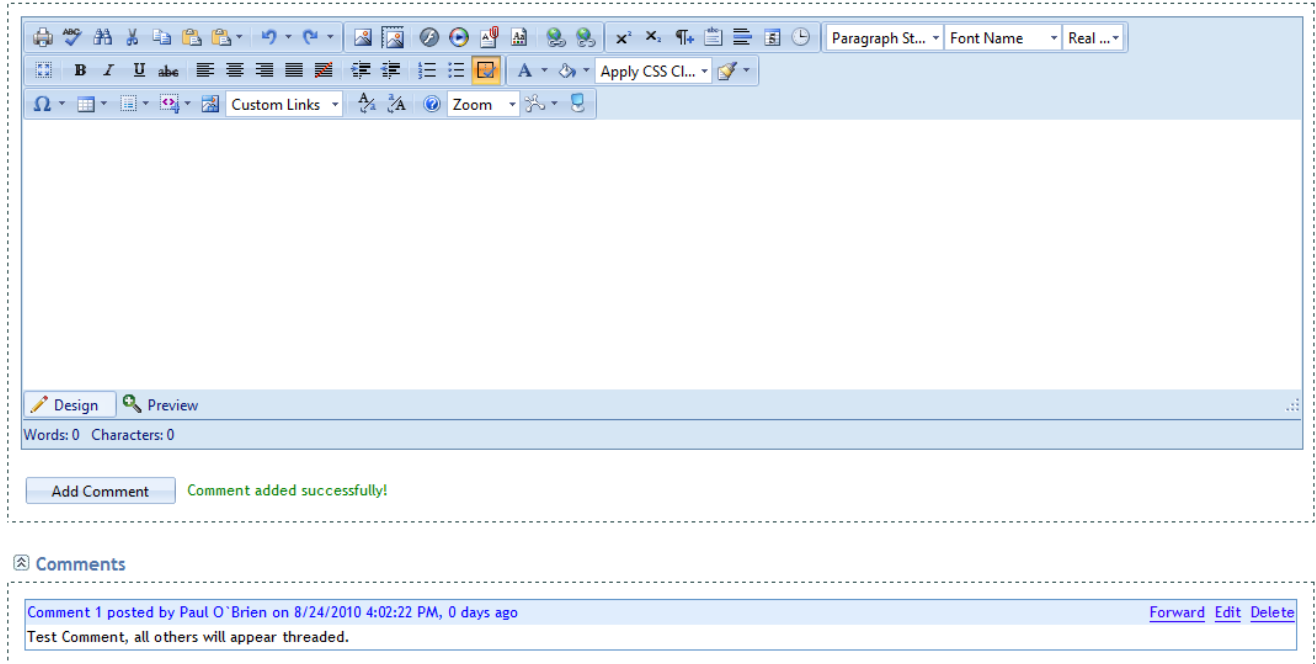 ABC Paragraph St... Font Name Real ...
B I U abc A Apply CSS Cl...
Ω Custom Links Zoom
Design Preview
Words: 0 Characters: 0
Add Comment Comment added successfully!
Comments
Comment 1 posted by Paul O`Brien on 8/24/2010 4:02:22 PM, 0 days ago Forward Edit Delete
Test Comment, all others will appear threaded.